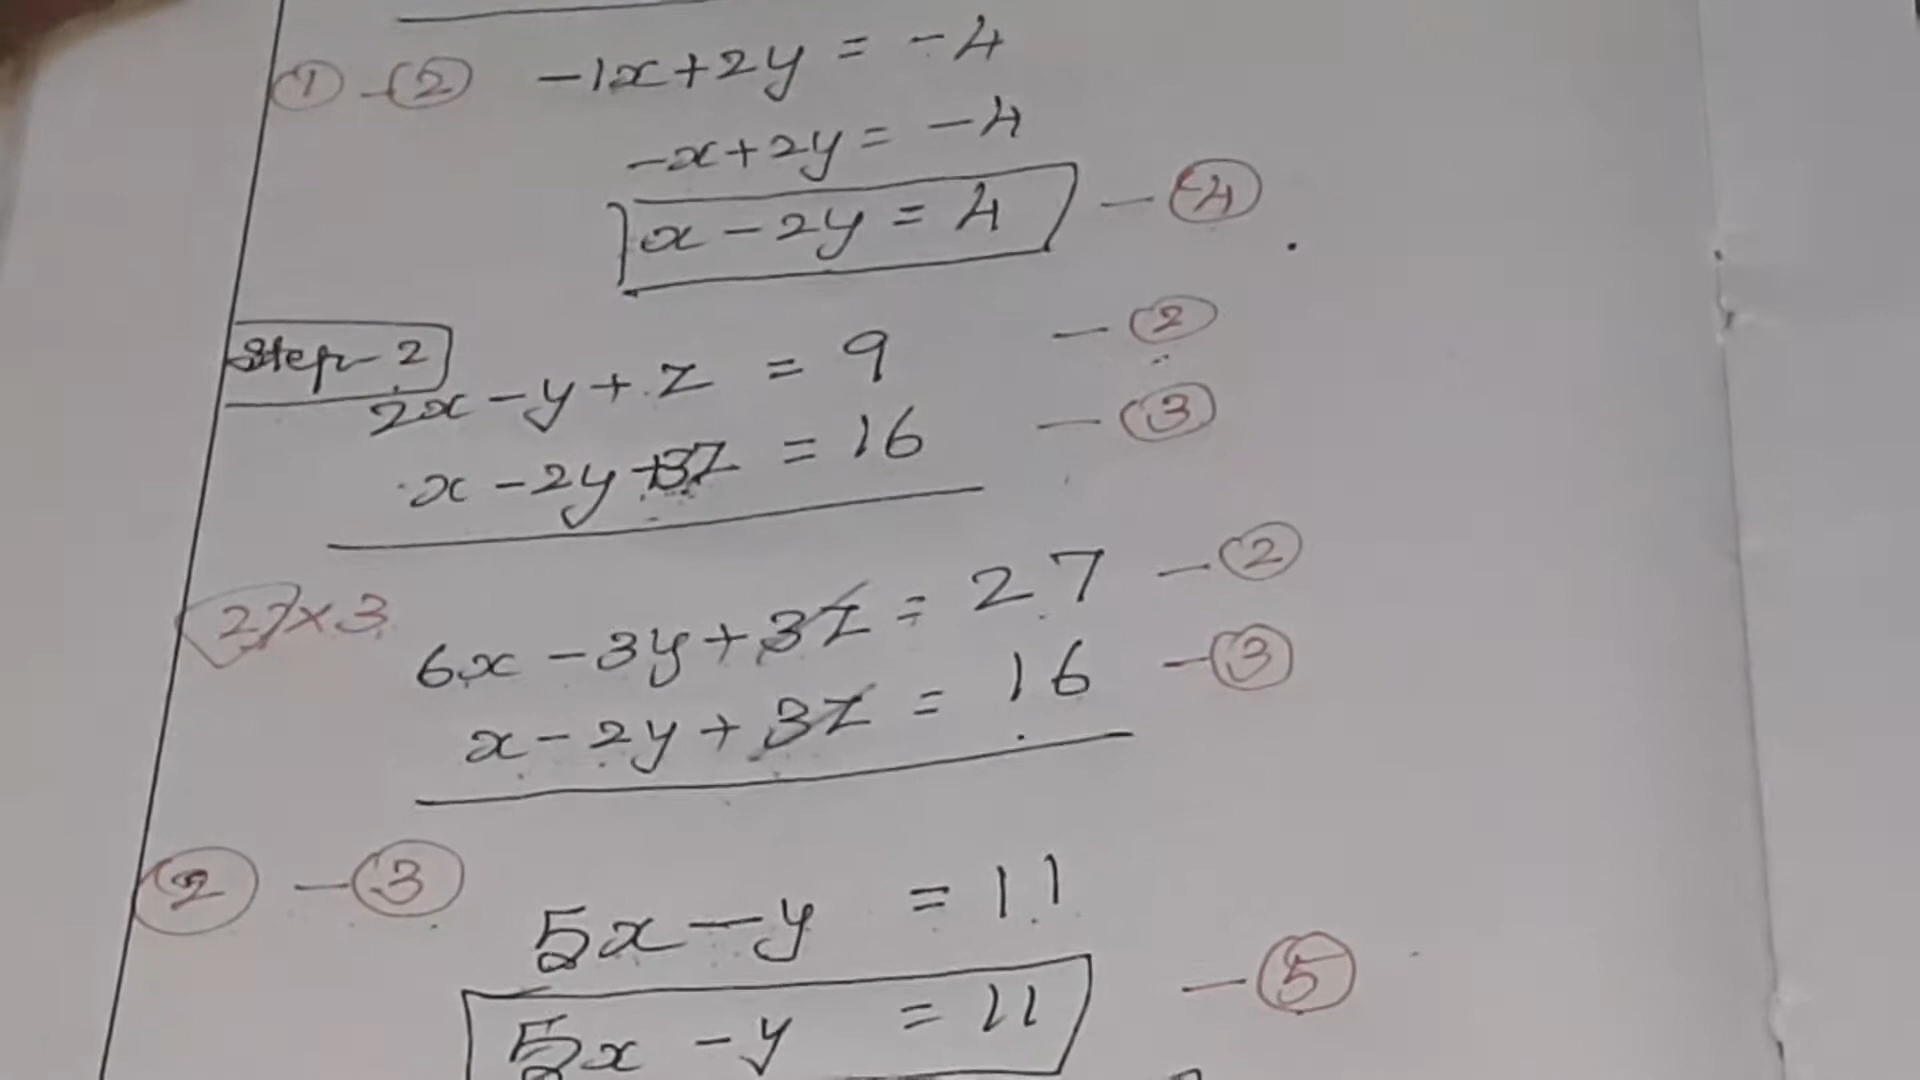 ① - ② -1x+2y = -4
-x+2y = -4
x-2y = 4 - ④
Step-2
2x-y+z = 9 - ②
x-2y+3z = 16 - ③
2)×3 6x-3y+3z = 27 - ②
x-2y+3z = 16 - ③
② - ③ 5x-y = 11
5x-y = 11 - ⑤